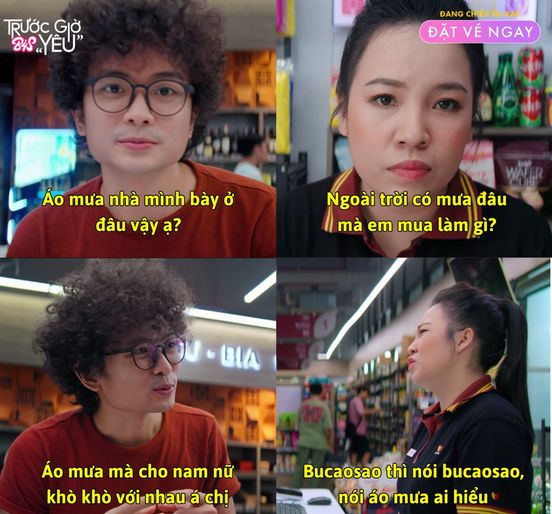 TRƯỚC GIỜ
B4S "YÊU"
ĐANG CHIẾU TẠI RẠP
ĐẶT VÉ NGAY
Áo mưa nhà mình bày ở
đâu vậy ạ?
Ngoài trời có mưa đâu
mà em mua làm gì?
BIA
Áo mưa mà cho nam nữ
khò khò với nhau á chị
Bucaosao thì nói bucaosao,
nói áo mưa ai hiểu